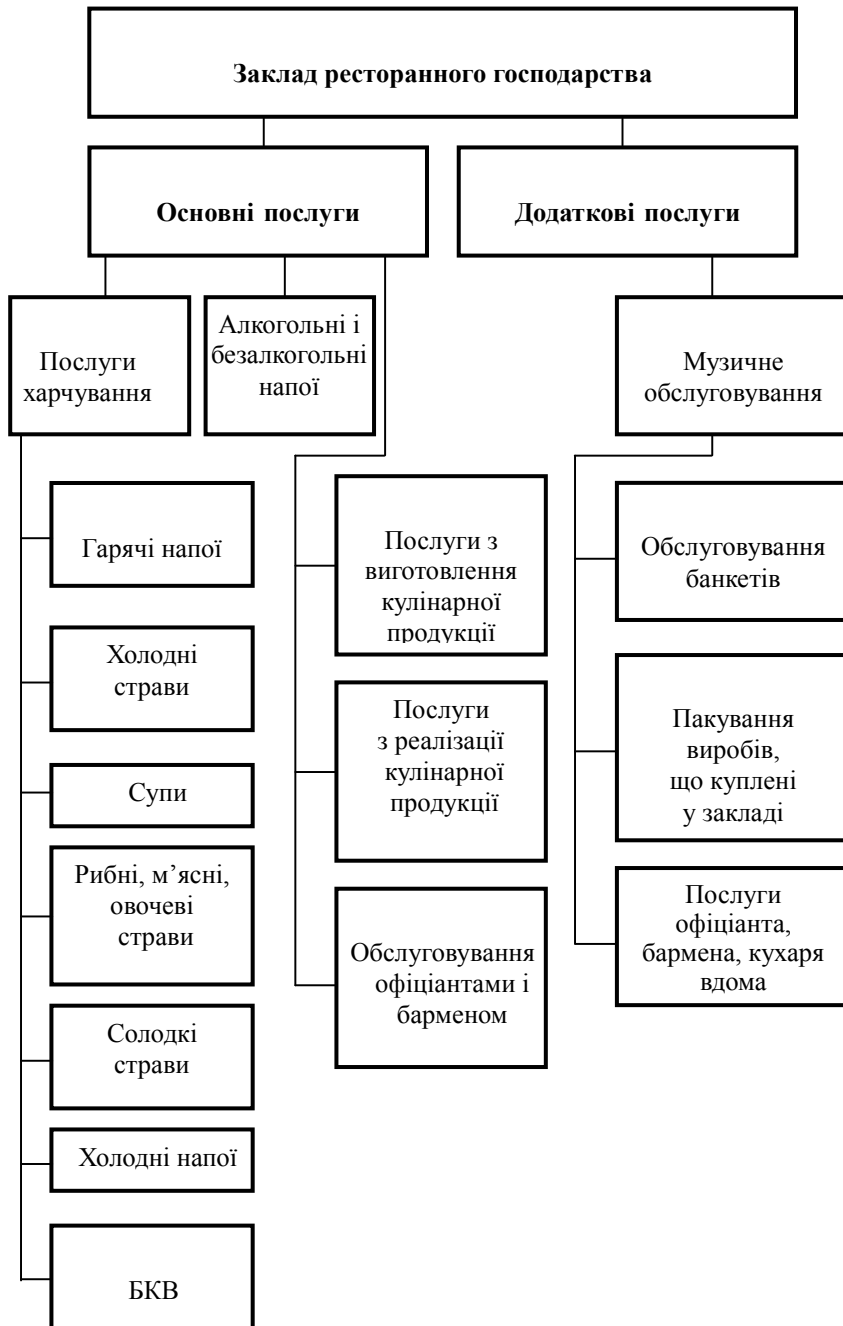 Заклад ресторанного господарства
Основні послуги
Додаткові послуги
Послуги
харчування
Алкогольні і
безалкогольні
напої
Музичне
обслуговування
Гарячі напої
Холодні
страви
Супи
Рибні, м’ясні,
овочеві
страви
Солодкі
страви
Холодні напої
БКВ
Послуги з
виготовлення
кулінарної
продукції
Послуги
з реалізації
кулінарної
продукції
Обслуговування
офіціантами і
барменом
Обслуговування
банкетів
Пакування
виробів,
що куплені
у закладі
Послуги
офіціанта,
бармена, кухаря
вдома